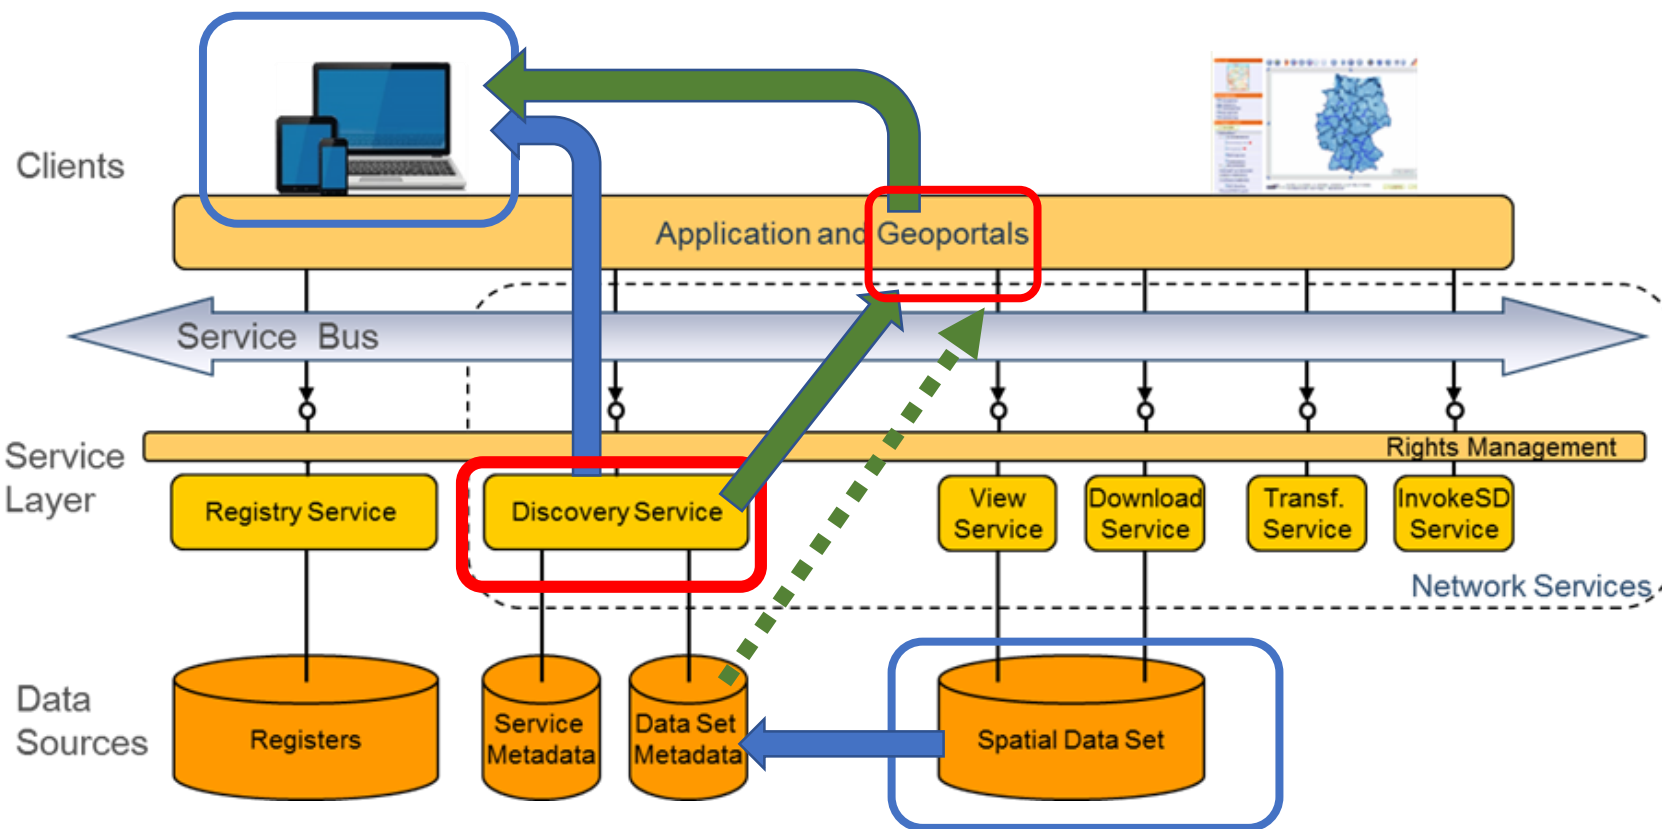 Clients
Application and Geoportals
Service Bus
Rights Management
Service
Layer
Registry Service
Discovery Service
View
Service
Download
Service
Transf.
Service
InvokeSD
Service
Network Services
Data
Sources
Registers
Service
Metadata
Data Set
Metadata
Spatial Data Set